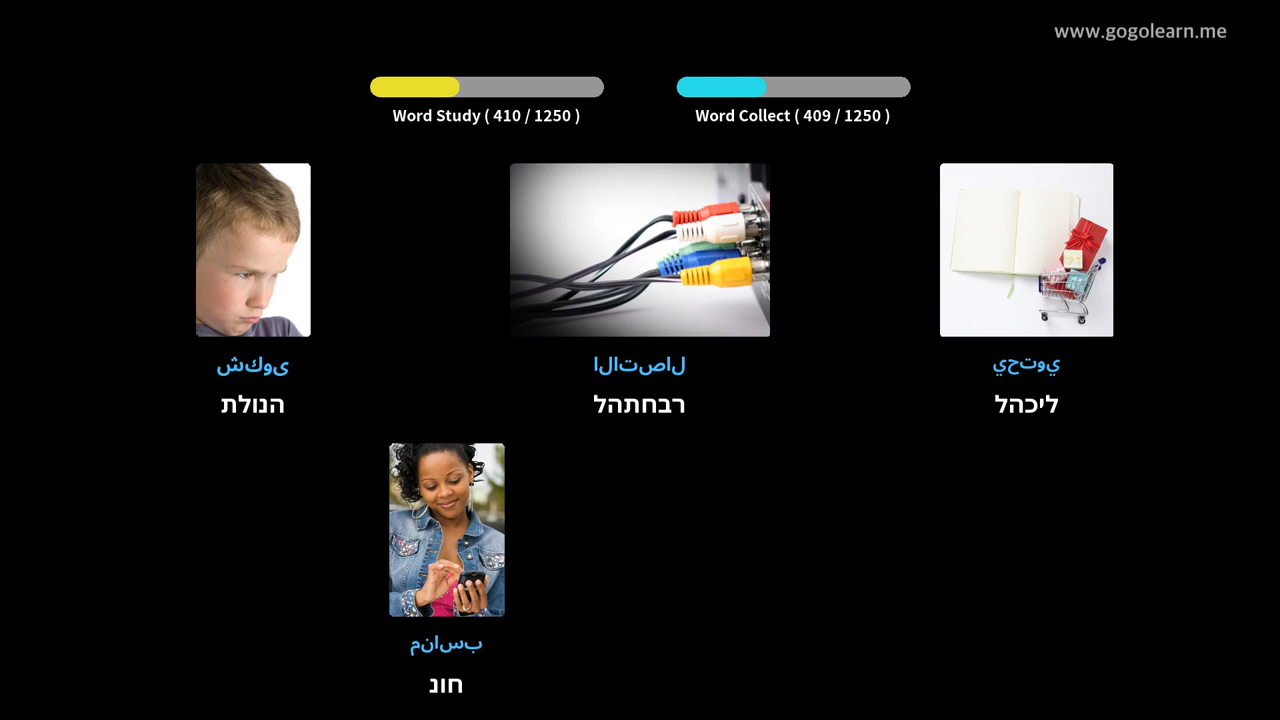 www.gogolearn.me
Word Study ( 410 / 1250 )
Word Collect ( 409 / 1250 )
ىوكش
הנולת
لاصتالا
רבחתהל
يوتحي
ליכהל
بسانم
חונ